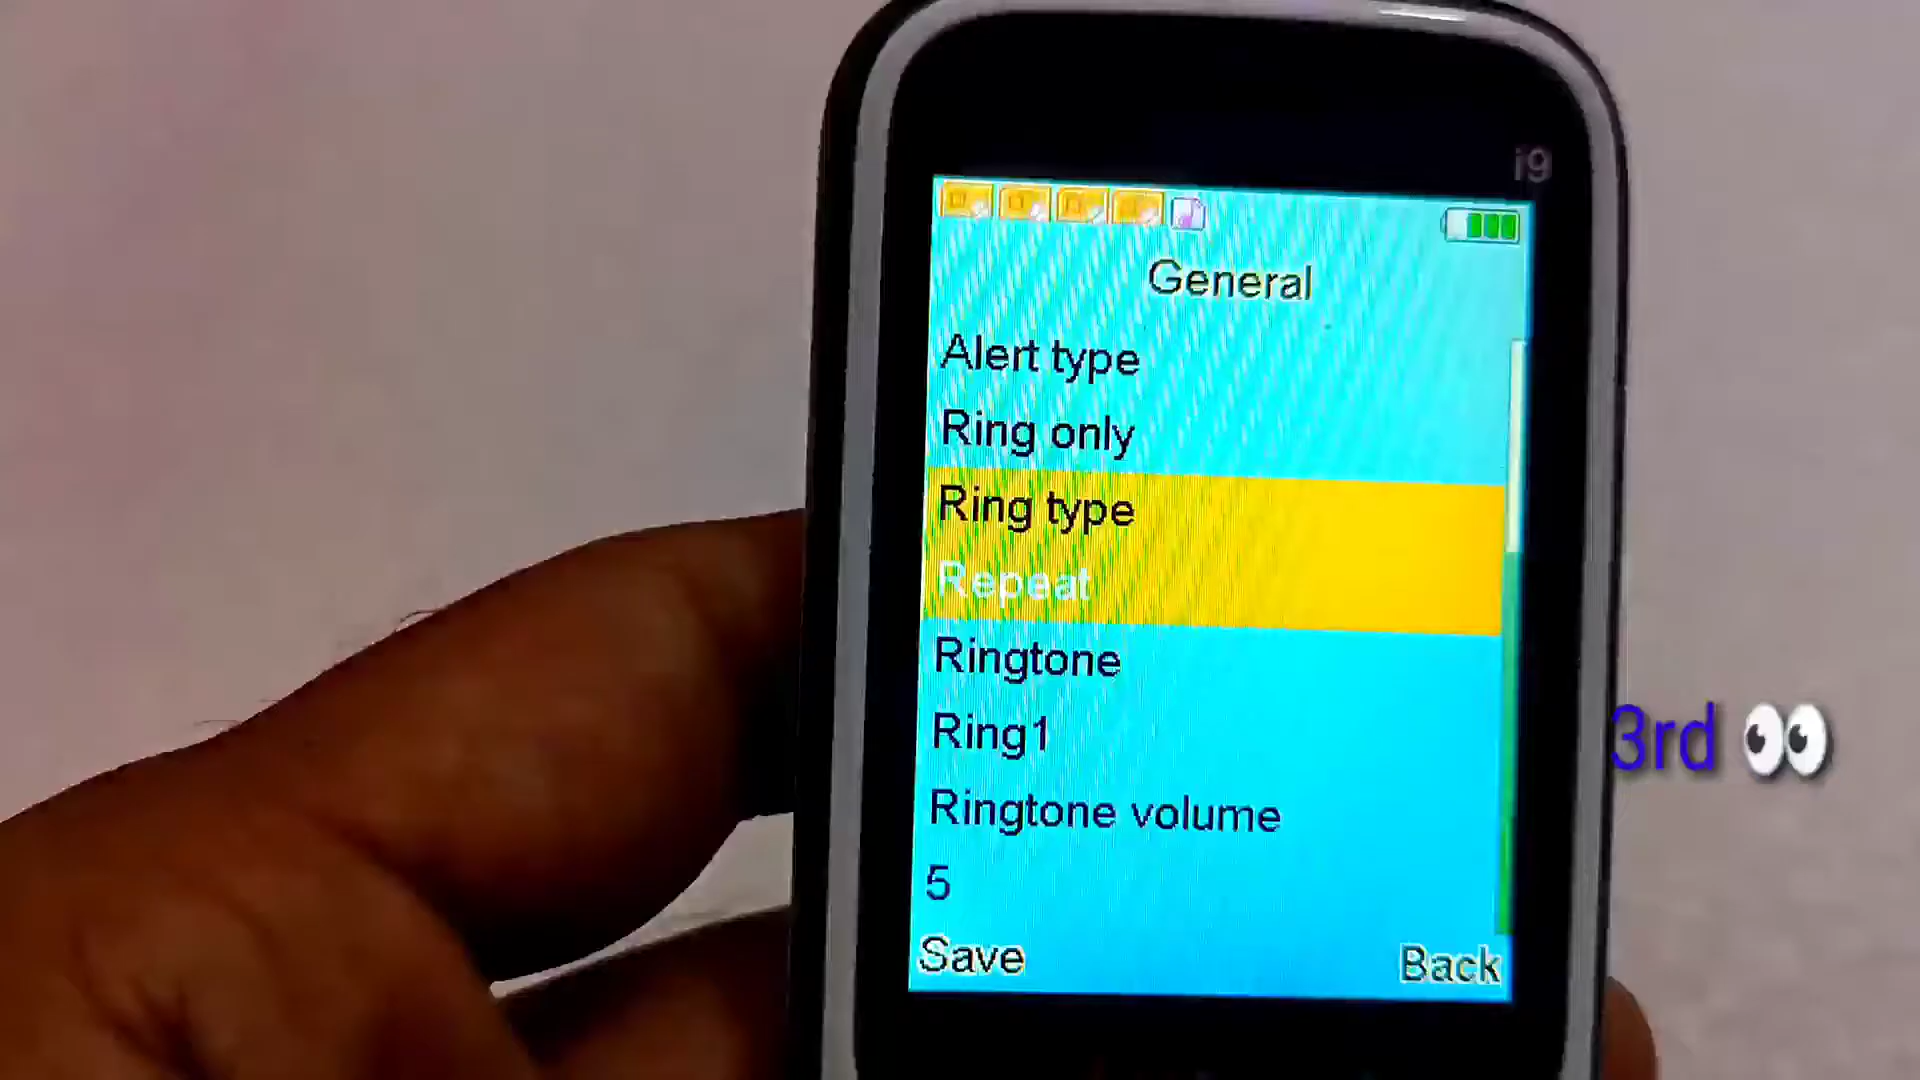 i9
General
Alert type
Ring only
Ring type
Repeat
Ringtone
Ring1
3rd 👀
Ringtone volume
5
Save
Back